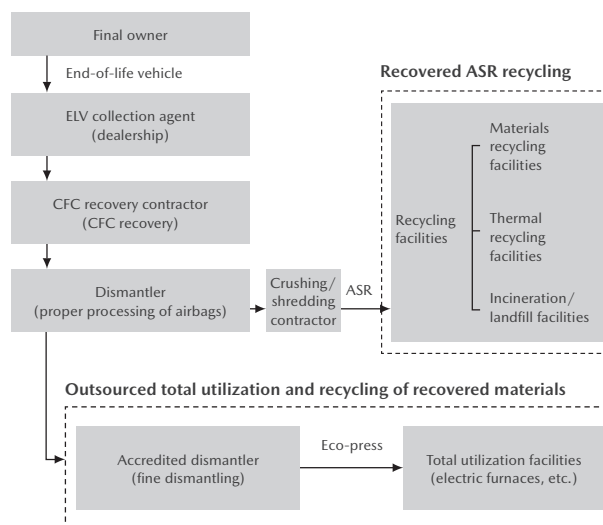 Final owner
End-of-life vehicle
ELV collection agent
(dealership)
CFC recovery contractor
(CFC recovery)
Dismantler
(proper processing of airbags)
Crushing/
shredding
contractor
ASR
Recovered ASR recycling
Recycling
facilities
Materials
recycling
facilities
Thermal
recycling
facilities
Incineration/
landfill facilities
Outsourced total utilization and recycling of recovered materials
Accredited dismantler
(fine dismantling)
Eco-press
Total utilization facilities
(electric furnaces, etc.)